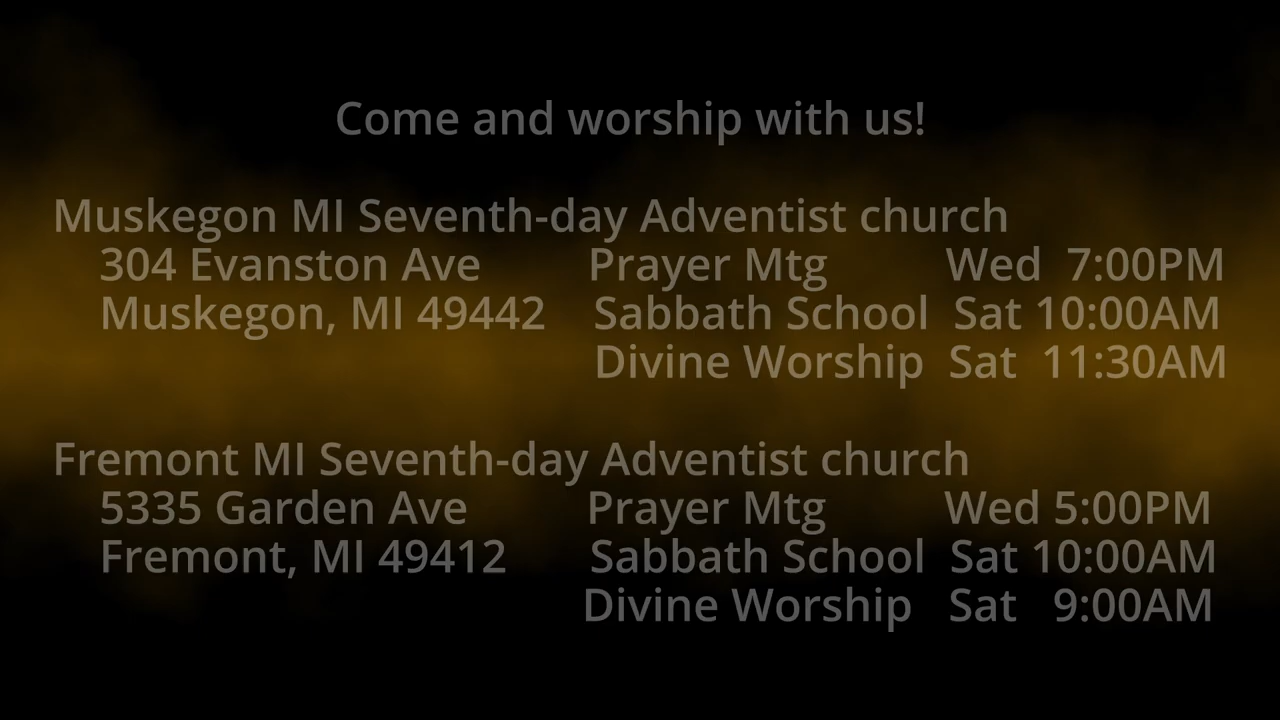 Come and worship with us!
Muskegon MI Seventh-day Adventist church
304 Evanston Ave Prayer Mtg Wed 7:00PM
Muskegon, MI 49442 Sabbath School Sat 10:00AM
Divine Worship Sat 11:30AM
Fremont MI Seventh-day Adventist church
5335 Garden Ave Prayer Mtg Wed 5:00PM
Fremont, MI 49412 Sabbath School Sat 10:00AM
Divine Worship Sat 9:00AM